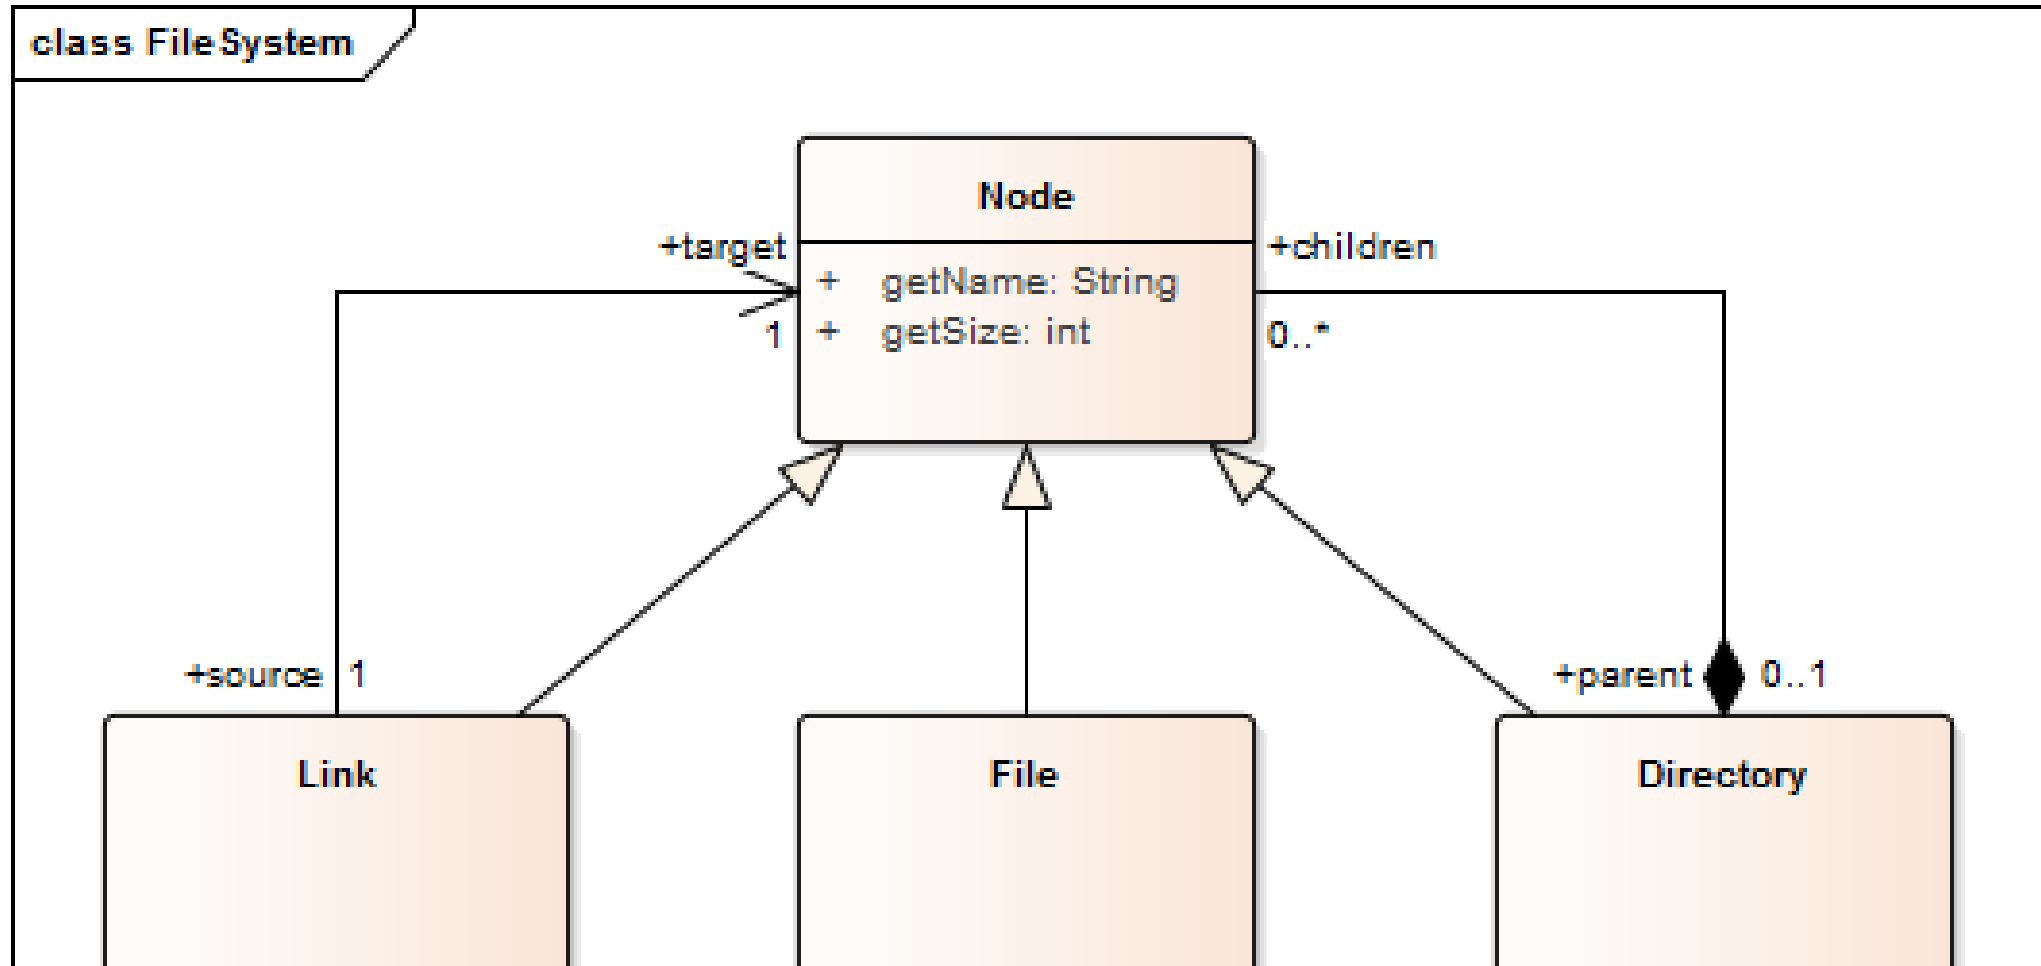 class FileSystem
Node
+target
+children
+ getName: String
1
+ getSize: int
0..*
+source 1
+parent 0..1
Link
File
Directory